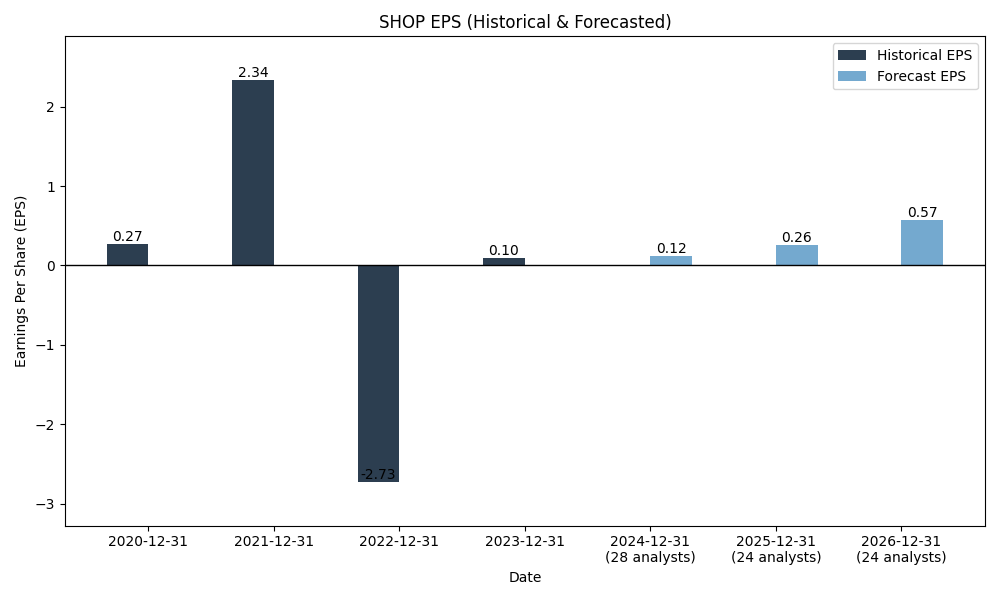 SHOP EPS (Historical & Forecasted)
Historical EPS
Forecast EPS
Earnings Per Share (EPS)
2
1
0
−1
−2
−3
0.27
2.34
-2.73
0.10
0.12
0.26
0.57
2020-12-31
2021-12-31
2022-12-31
2023-12-31
2024-12-31
(28 analysts)
2025-12-31
(24 analysts)
2026-12-31
(24 analysts)
Date